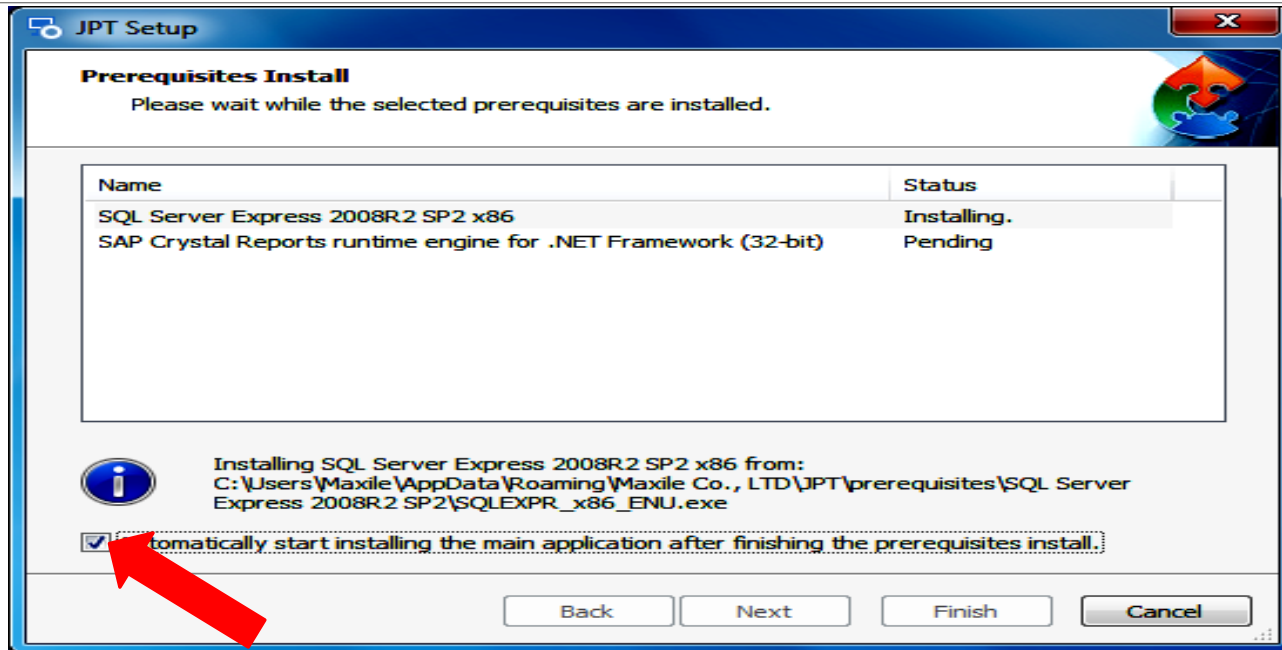 JPT Setup
Prerequisites Install
Please wait while the selected prerequisites are installed.
Name Status
SQL Server Express 2008R2 SP2 x86 Installing.
SAP Crystal Reports runtime engine for .NET Framework (32-bit) Pending
Installing SQL Server Express 2008R2 SP2 x86 from:
C:\Users\Maxile\AppData\Roaming\Maxile Co., LTD\JPT\prerequisites\SQL Server
Express 2008R2 SP2\SQLEXPR_x86_ENU.exe
Automatically start installing the main application after finishing the prerequisites install.
Back Next Finish Cancel